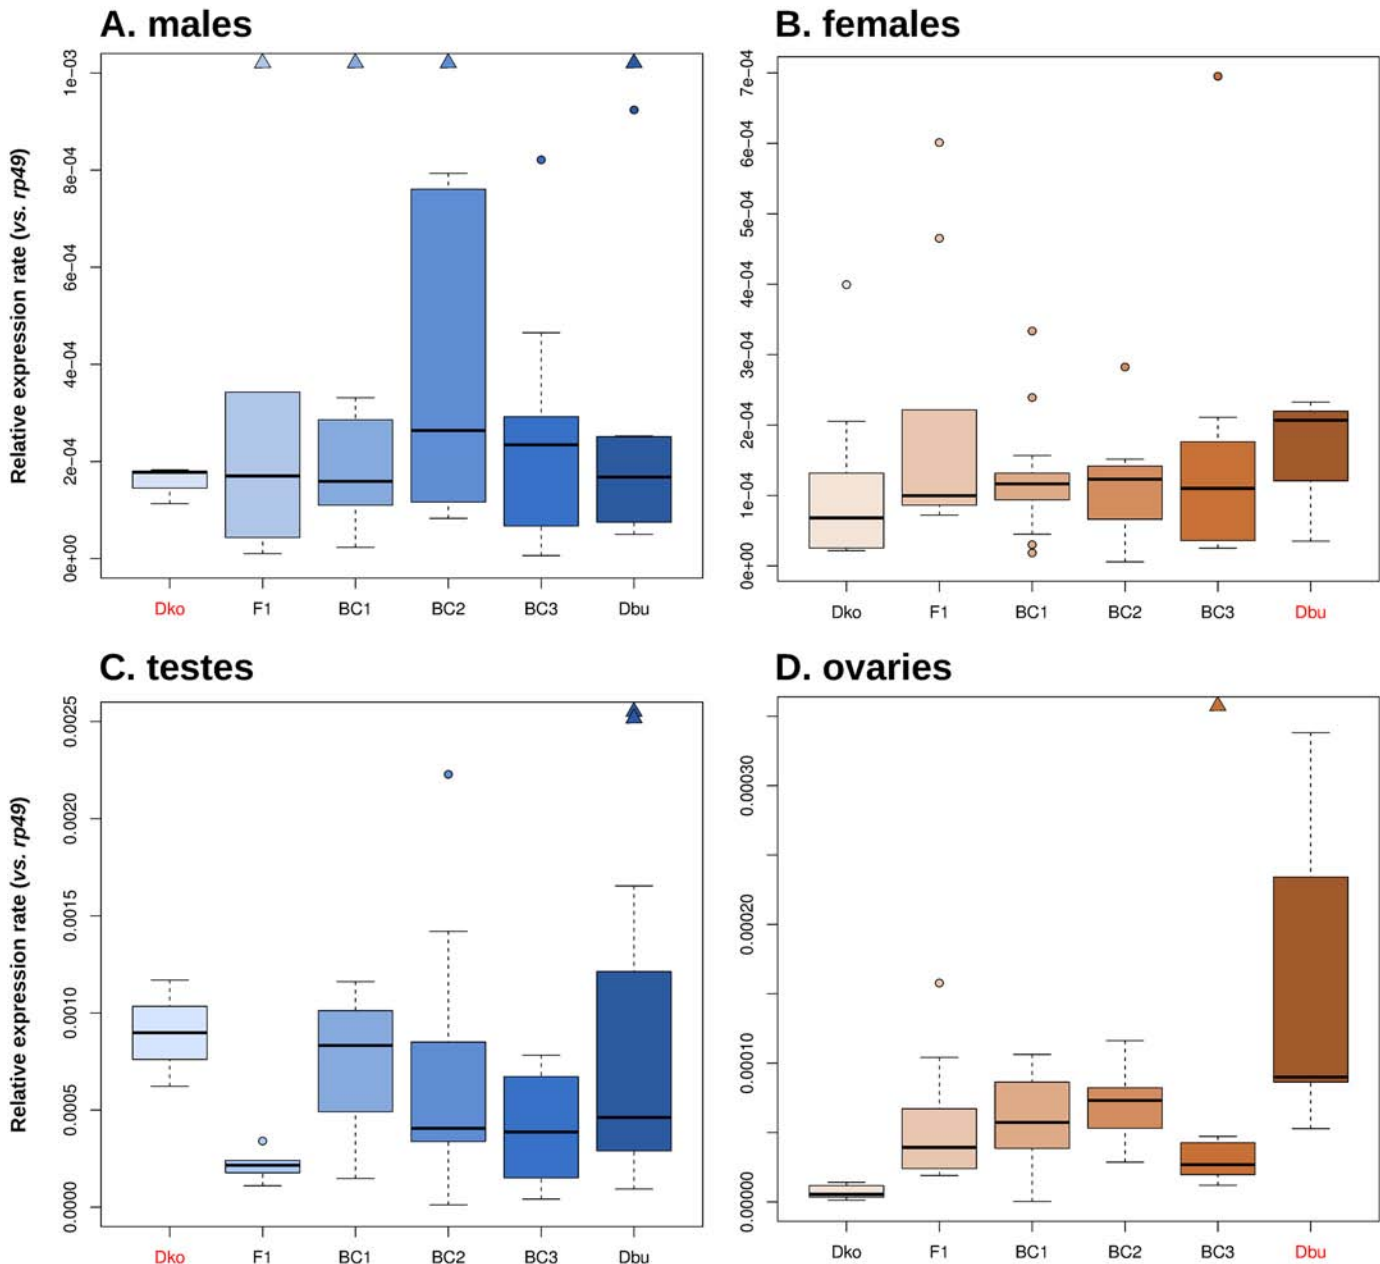 A. males
B. females
Relative expression rate (vs. rp49)
1e−03
8e−04
6e−04
4e−04
2e−04
0e+00
Dko F1 BC1 BC2 BC3 Dbu
7e−04
6e−04
5e−04
4e−04
3e−04
2e−04
1e−04
0e+00
Dko F1 BC1 BC2 BC3 Dbu
C. testes
D. ovaries
Relative expression rate (vs. rp49)
0.0025
0.0020
0.0015
0.0010
0.0005
0.0000
Dko F1 BC1 BC2 BC3 Dbu
0.00030
0.00020
0.00010
0.00000
Dko F1 BC1 BC2 BC3 Dbu